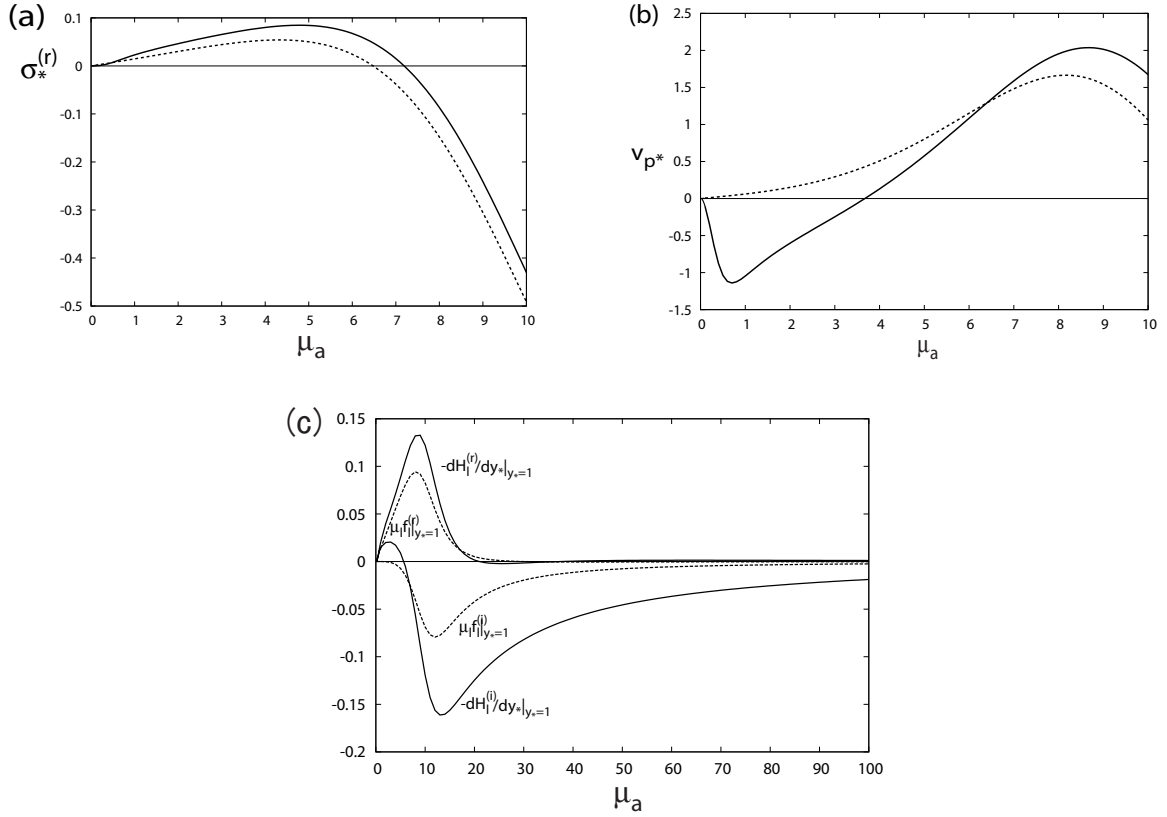 (a)
0.1
0
-0.1
-0.2
-0.3
-0.4
-0.5
σ*(r)
0 1 2 3 4 5 6 7 8 9 10
μa
(b)
2.5
2
1.5
1
0.5
0
-0.5
-1
-1.5
vp*
0 1 2 3 4 5 6 7 8 9 10
μa
(c)
0.15
0.1
0.05
0
-0.05
-0.1
-0.15
-0.2
-dHl(r)/dy*|y*=1
μlfl(r)|y*=1
μlfl(i)|y*=1
-dHl(i)/dy*|y*=1
0 10 20 30 40 50 60 70 80 90 100
μa